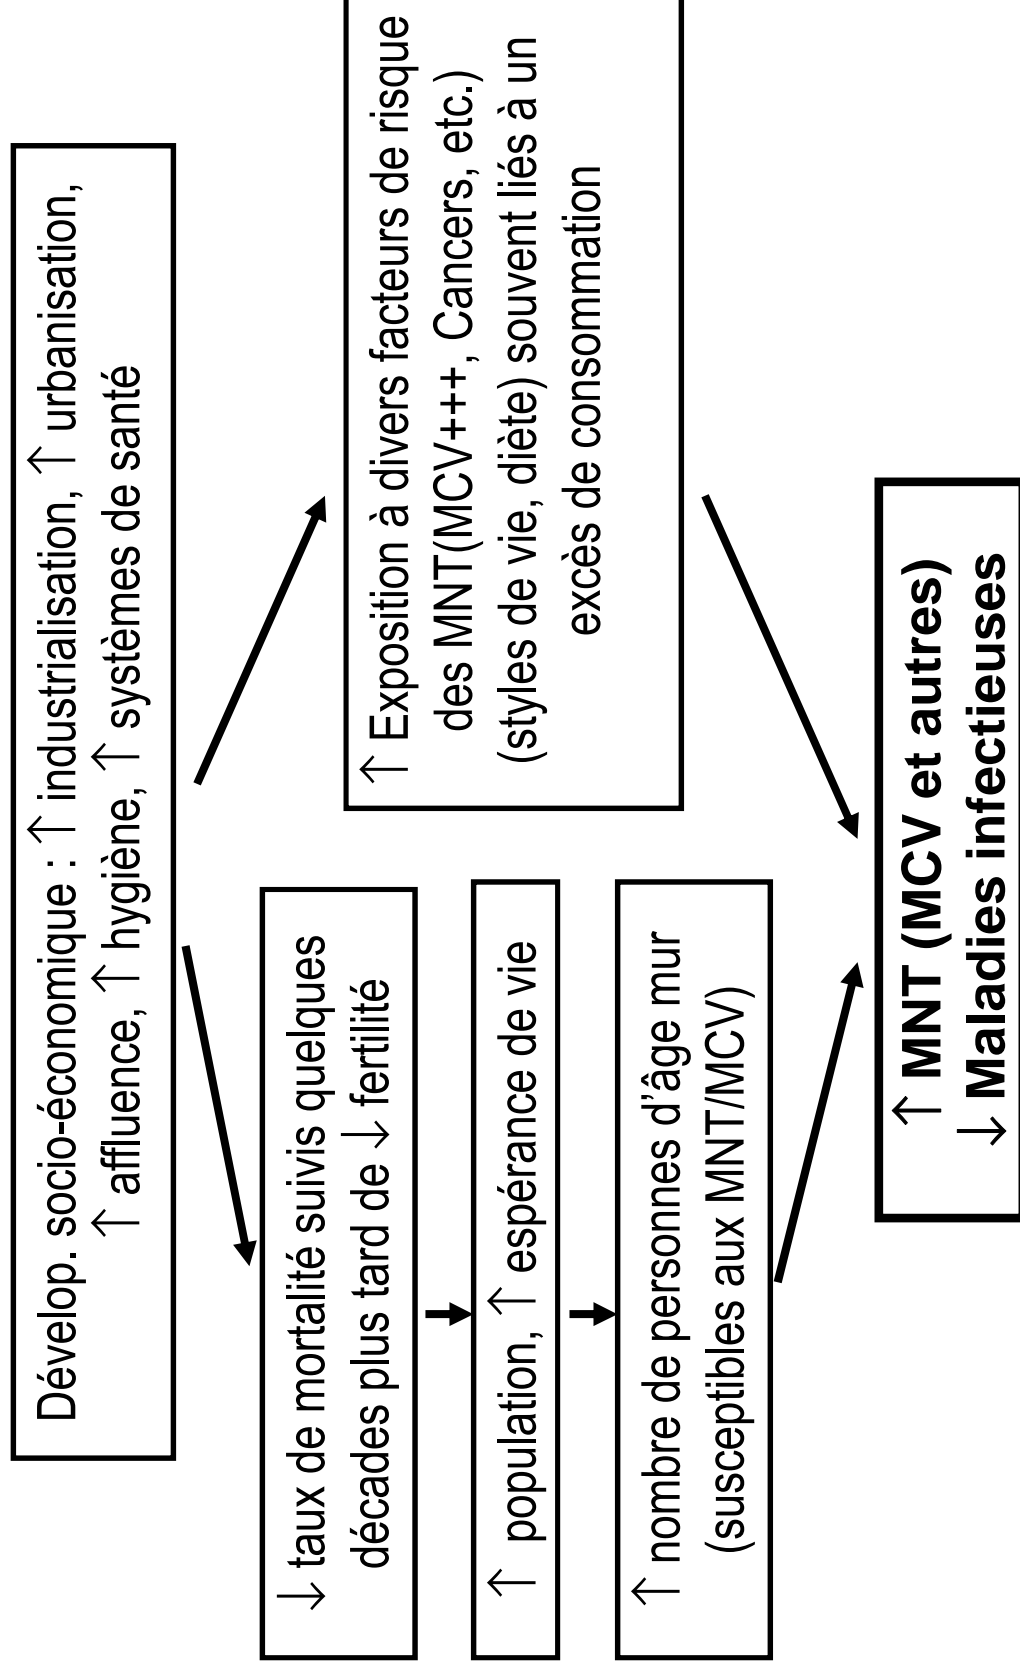 Dévelop. socio-économique : ↑ industrialisation, ↑ urbanisation,
↑ affluence, ↑ hygiène, ↑ systèmes de santé
↓ taux de mortalité suivis quelques
décades plus tard de ↓ fertilité
↑ population, ↑ espérance de vie
↑ nombre de personnes d’âge mur
(susceptibles aux MNT/MCV)
↑ Exposition à divers facteurs de risque
des MNT(MCV+++, Cancers, etc.)
(styles de vie, diète) souvent liés à un
excès de consommation
↑ MNT (MCV et autres)
↓ Maladies infectieuses